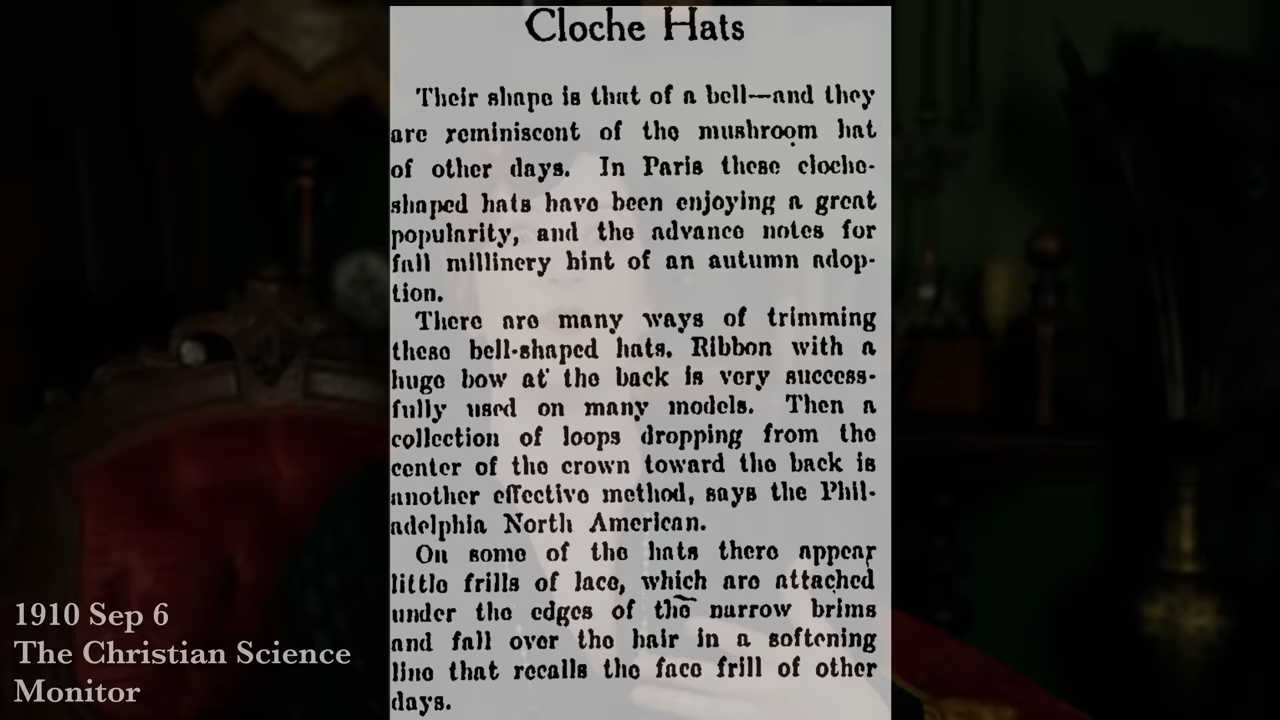 Cloche Hats
Their shape is that of a bell—and they
are reminiscent of the mushroom hat
of other days. In Paris these cloche-
shaped hats have been enjoying a great
popularity, and the advance notes for
fall millinery hint of an autumn adop-
tion.
There are many ways of trimming
these bell-shaped hats. Ribbon with a
huge bow at the back is very success-
fully used on many models. Then a
collection of loops dropping from the
center of the crown toward the back is
another effective method, says the Phil-
adelphia North American.
On some of the hats there appear
little frills of lace, which are attached
under the edges of the narrow brims
and fall over the hair in a softening
line that recalls the face frill of other
days.
1910 Sep 6
The Christian Science
Monitor